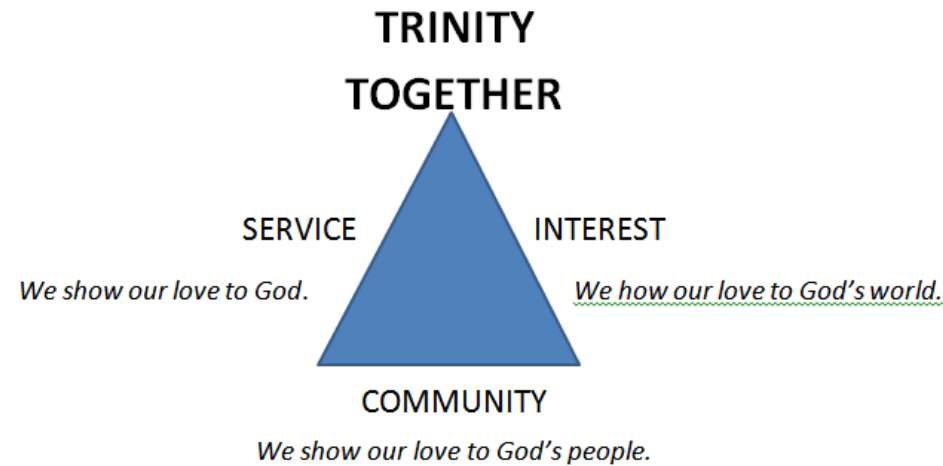 TRINITY
TOGETHER
SERVICE
INTEREST
We show our love to God.
We how our love to God’s world.
COMMUNITY
We show our love to God’s people.